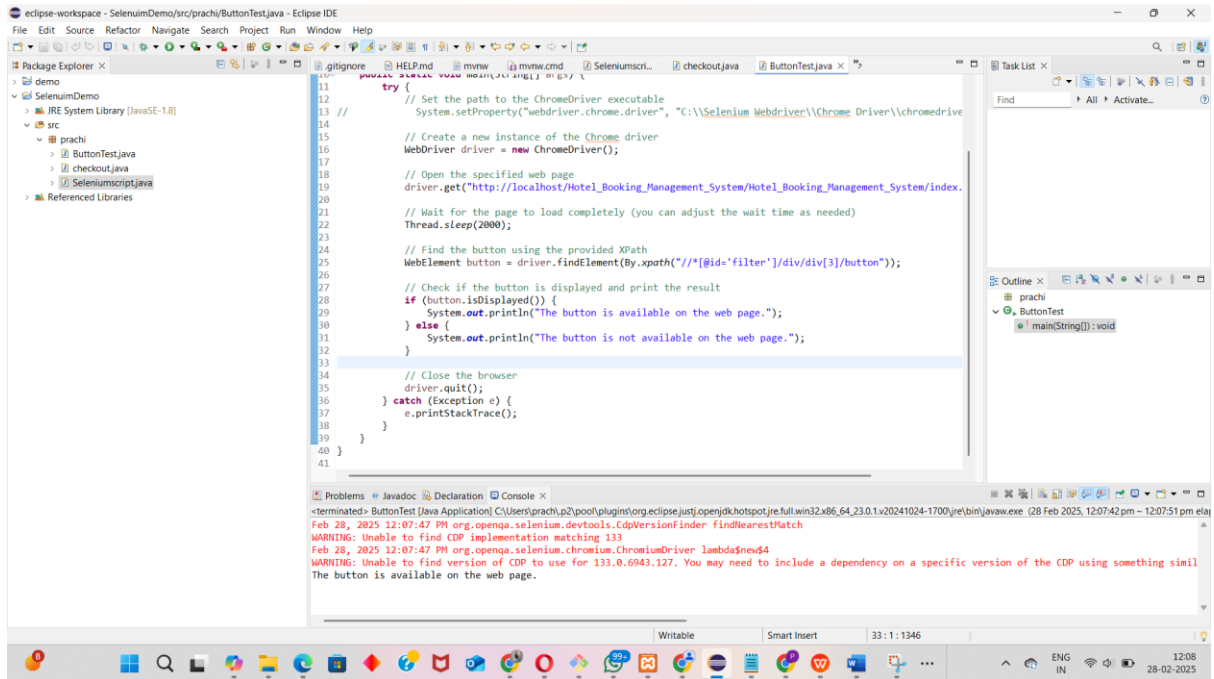 eclipse-workspace - SelenuimDemo/src/prachi/ButtonTest.java - Eclipse IDE
File Edit Source Refactor Navigate Search Project Run Window Help
Package Explorer
demo
SelenuimDemo
JRE System Library [JavaSE-1.8]
src
prachi
ButtonTest.java
checkout.java
Seleniumscript.java
Referenced Libraries
.gitignore HELP.md mvnw mvnw.cmd Seleniumscri... checkout.java ButtonTest.java
10 public static void main(String[] args) {
11 try {
12 // Set the path to the ChromeDriver executable
13 // System.setProperty("webdriver.chrome.driver", "C:\\Selenium Webdriver\\Chrome Driver\\chromedrive
14
15 // Create a new instance of the Chrome driver
16 WebDriver driver = new ChromeDriver();
17
18 // Open the specified web page
19 driver.get("http://localhost/Hotel_Booking_Management_System/Hotel_Booking_Management_System/index.
20
21 // Wait for the page to load completely (you can adjust the wait time as needed)
22 Thread.sleep(2000);
23
24 // Find the button using the provided XPath
25 WebElement button = driver.findElement(By.xpath("//*[@id='filter']/div/div[3]/button"));
26
27 // Check if the button is displayed and print the result
28 if (button.isDisplayed()) {
29 System.out.println("The button is available on the web page.");
30 } else {
31 System.out.println("The button is not available on the web page.");
32 }
33
34 // Close the browser
35 driver.quit();
36 } catch (Exception e) {
37 e.printStackTrace();
38 }
39 }
40 }
41
Task List
Find All Activate...
Outline
prachi
ButtonTest
main(String[]) : void
Problems Javadoc Declaration Console
<terminated> ButtonTest [Java Application] C:\Users\prach\.p2\pool\plugins\org.eclipse.justj.openjdk.hotspot.jre.full.win32.x86_64_23.0.1.v20241024-1700\jre\bin\javaw.exe (28 Feb 2025, 12:07:42 pm – 12:07:51 pm elap
Feb 28, 2025 12:07:47 PM org.openqa.selenium.devtools.CdpVersionFinder findNearestMatch
WARNING: Unable to find CDP implementation matching 133
Feb 28, 2025 12:07:47 PM org.openqa.selenium.chromium.ChromiumDriver lambda$new$4
WARNING: Unable to find version of CDP to use for 133.0.6943.127. You may need to include a dependency on a specific version of the CDP using something simil
The button is available on the web page.
Writable Smart Insert 33 : 1 : 1346
8
99+
ENG
IN
12:08
28-02-2025